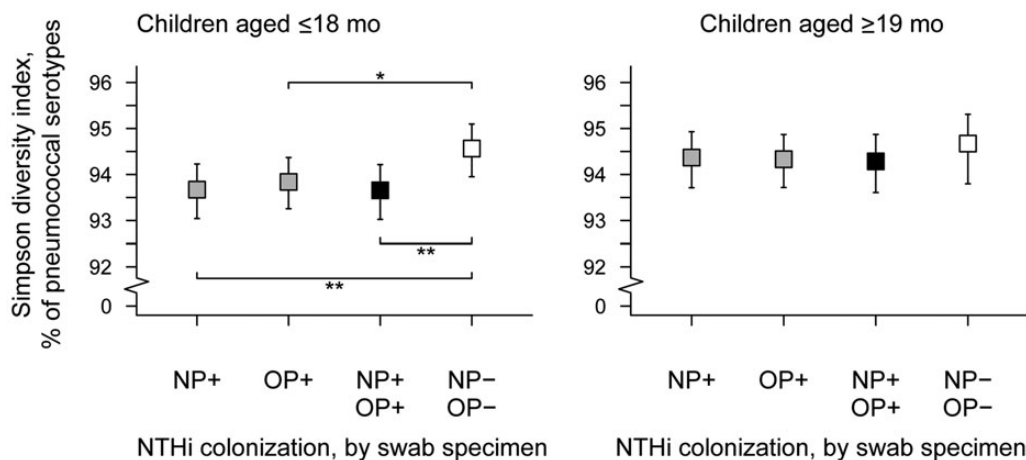 Children aged ≤18 mo
Simpson diversity index,
% of pneumococcal serotypes
96
95
94
93
92
0
*
**
**
NP+ OP+ NP+ NP−
OP+ OP−
NTHi colonization, by swab specimen
Children aged ≥19 mo
96
95
94
93
92
0
NP+ OP+ NP+ NP−
OP+ OP−
NTHi colonization, by swab specimen